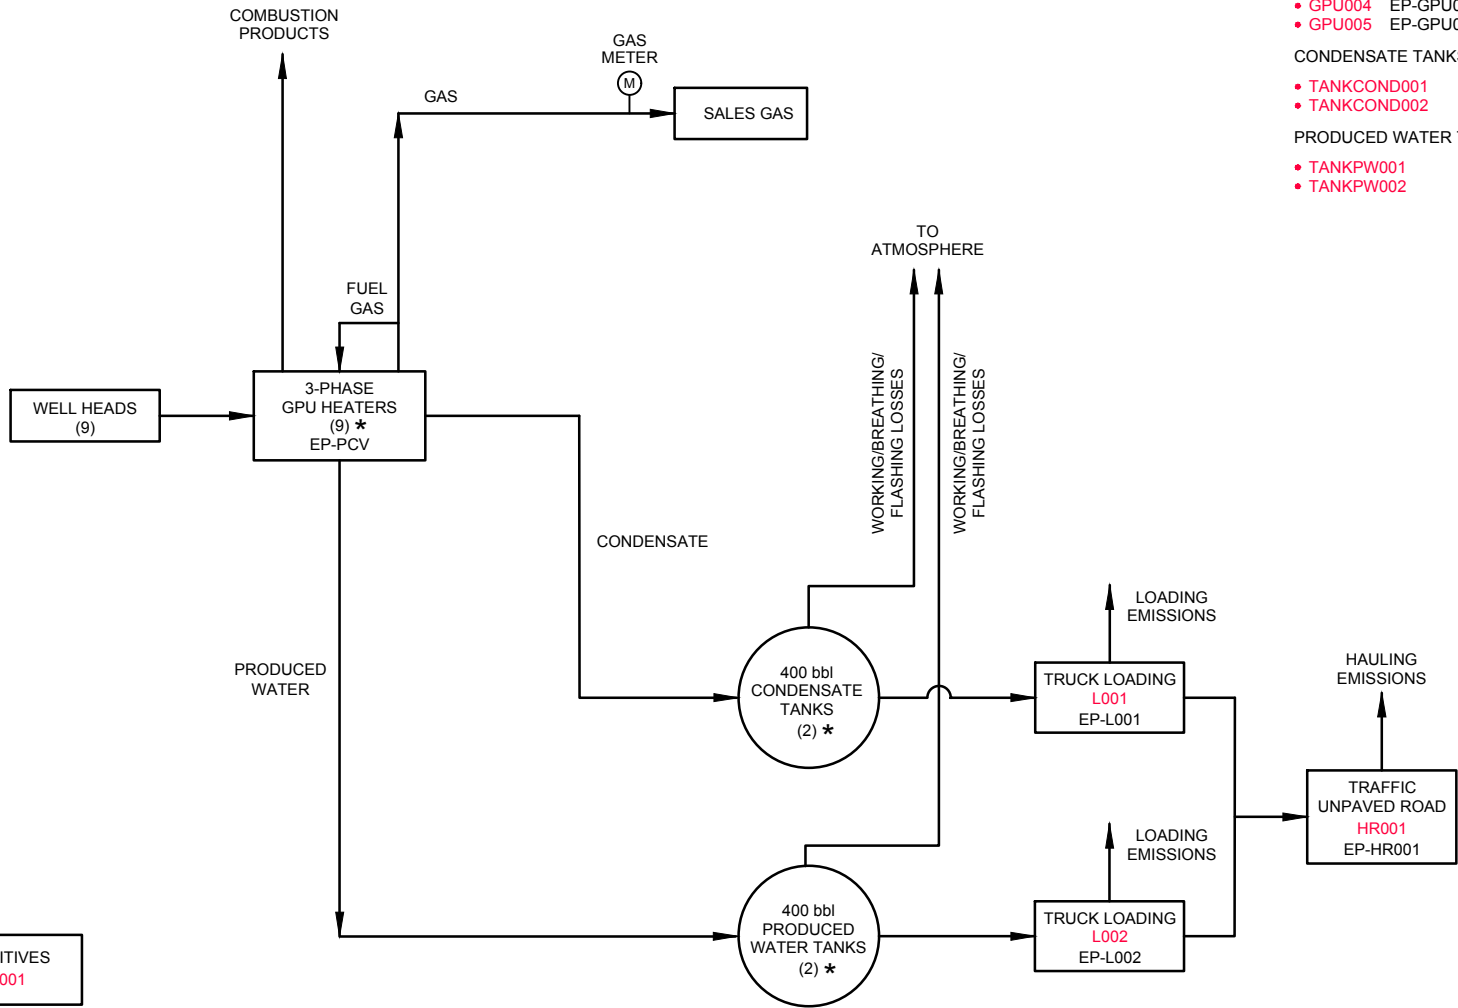 COMBUSTION
PRODUCTS
GAS
METER
M
GAS
SALES GAS
• GPU004 EP-GPU0
• GPU005 EP-GPU0
CONDENSATE TANKS
• TANKCOND001
• TANKCOND002
PRODUCED WATER
• TANKPW001
• TANKPW002
TO
ATMOSPHERE
FUEL
GAS
WELL HEADS
(9)
3-PHASE
GPU HEATERS
(9) *
EP-PCV
WORKING/BREATHING/
FLASHING LOSSES
WORKING/BREATHING/
FLASHING LOSSES
CONDENSATE
PRODUCED
WATER
400 bbl
CONDENSATE
TANKS
(2) *
LOADING
EMISSIONS
TRUCK LOADING
L001
EP-L001
HAULING
EMISSIONS
TRAFFIC
UNPAVED ROAD
HR001
EP-HR001
LOADING
EMISSIONS
400 bbl
PRODUCED
WATER TANKS
(2) *
TRUCK LOADING
L002
EP-L002
ITIVES
001